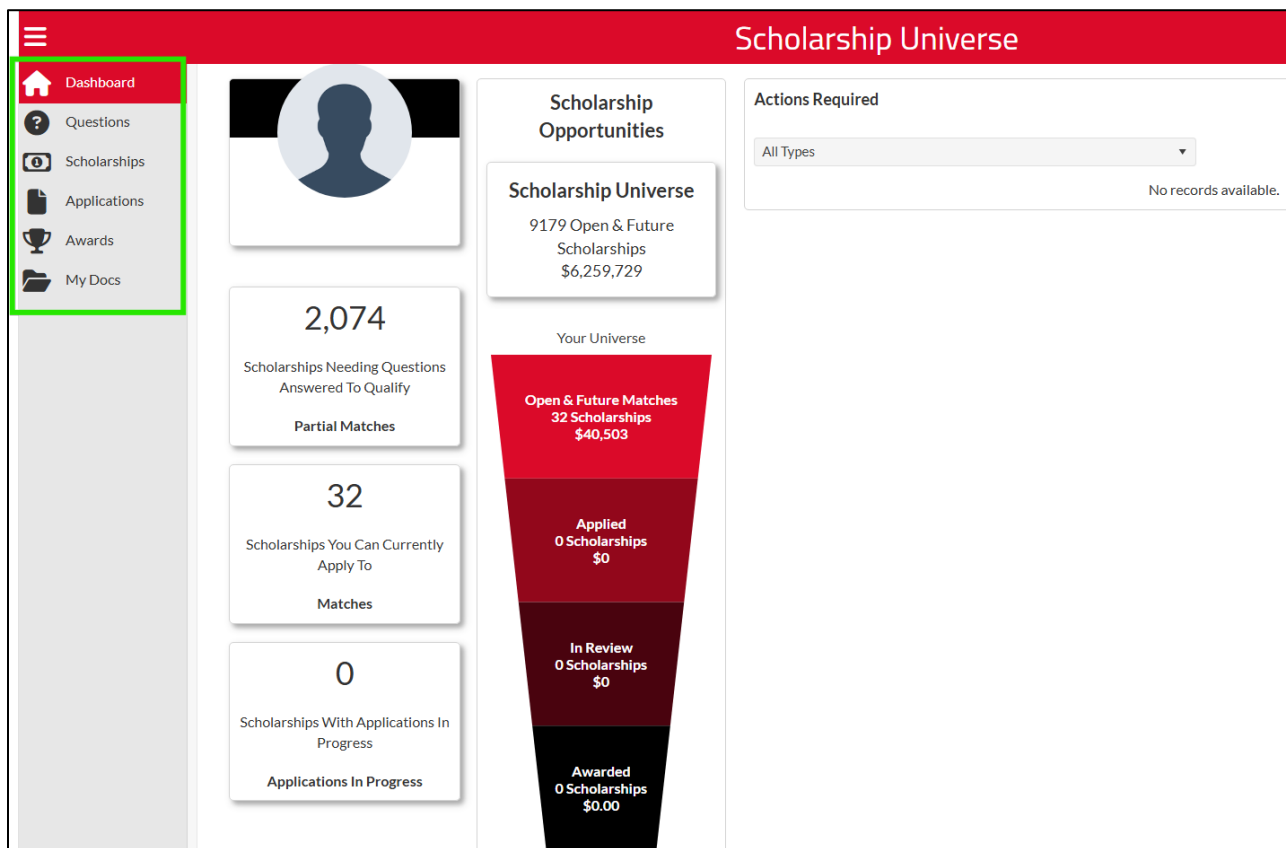 Scholarship Universe
Dashboard
Questions
Scholarships
Applications
Awards
My Docs
2,074
Scholarships Needing Questions
Answered To Qualify
Partial Matches
32
Scholarships You Can Currently
Apply To
Matches
0
Scholarships With Applications In
Progress
Applications In Progress
Scholarship
Opportunities
Scholarship Universe
9179 Open & Future
Scholarships
$6,259,729
Your Universe
Open & Future Matches
32 Scholarships
$40,503
Applied
0 Scholarships
$0
In Review
0 Scholarships
$0
Awarded
0 Scholarships
$0.00
Actions Required
All Types
No records available.